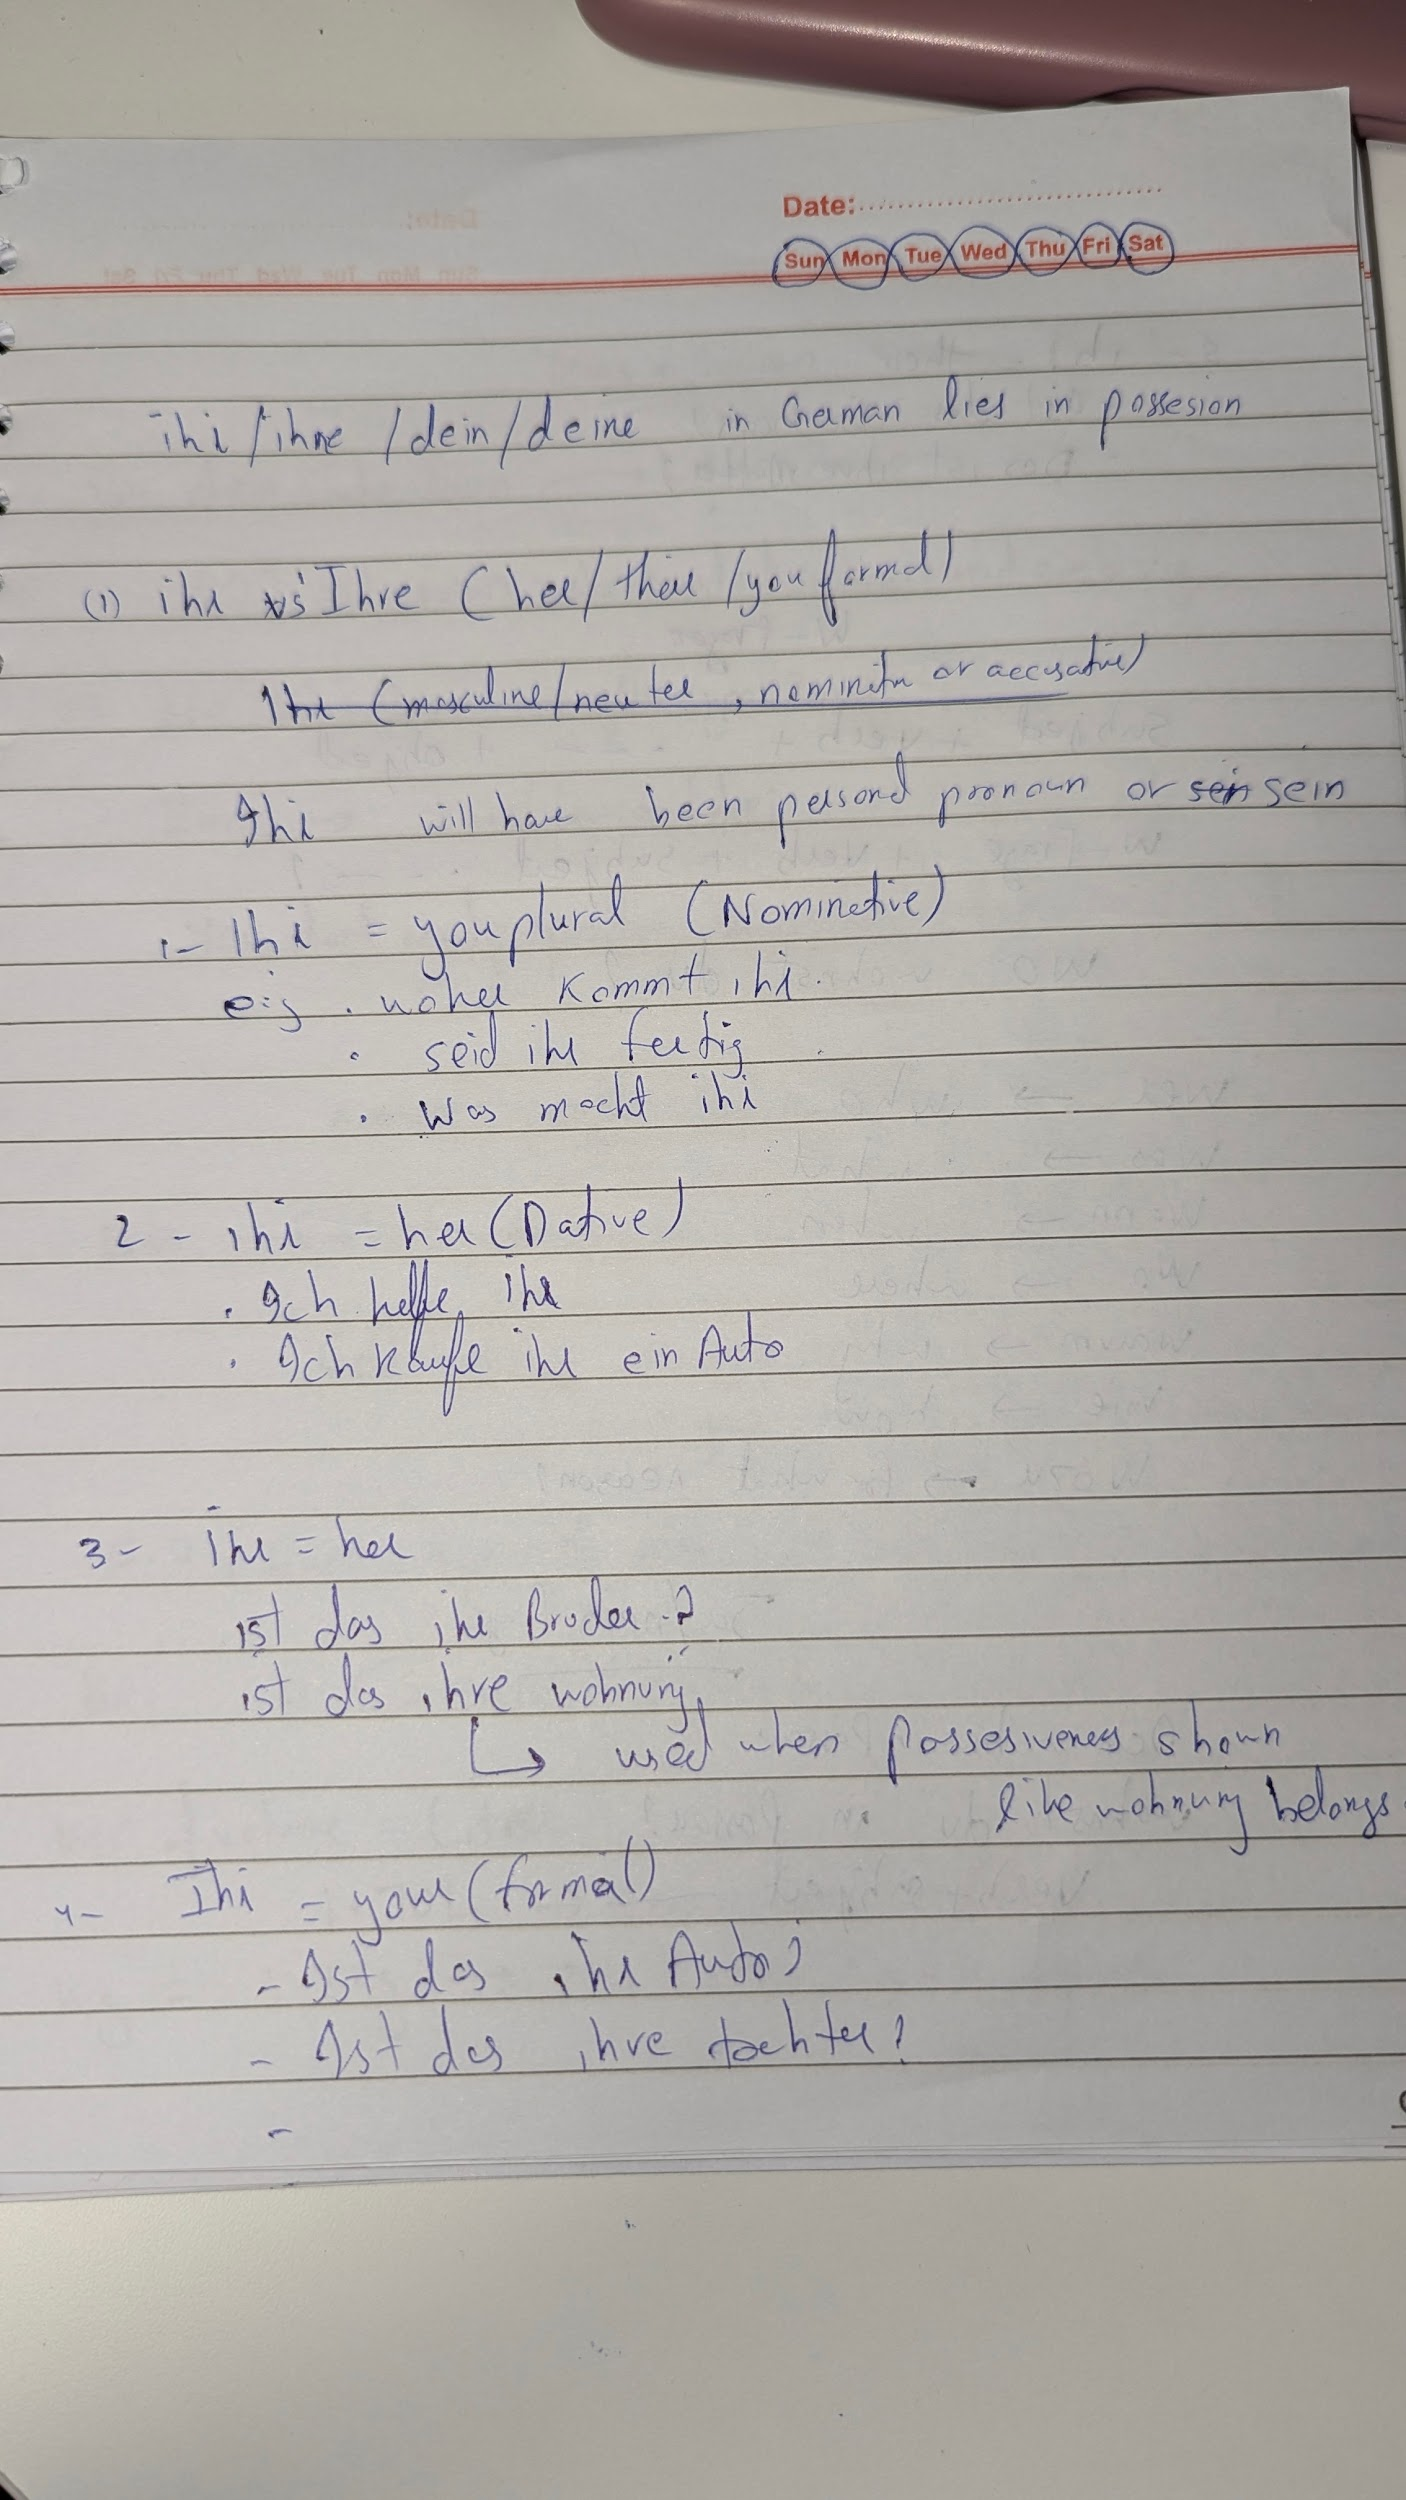 Date:
Sun Mon Tue Wed Thu Fri Sat
ihr/ihre /dein/deine in German lies in possesion
(1) ihr vs Ihre (her/their/you formal)
Ihr (masculine/neuter, nominitive or accusative)
Ihr will have been personal pronoun or sein sein
1- Ihr = you plural (Nominative)
e.g . woher kommt ihr.
. seid ihr fertig
. Was macht ihr
2 - ihr = her (Dative)
. Ich helfe ihr
. Ich kaufe ihr ein Auto
3- ihr = her
ist das ihr Bruder?
ist das ihre wohnung
↳ used when possesiveness shown
like wohnung belongs
4- Ihr = your (formal)
- Ist das ihr Auto?
- Ist das ihre tochter?
-